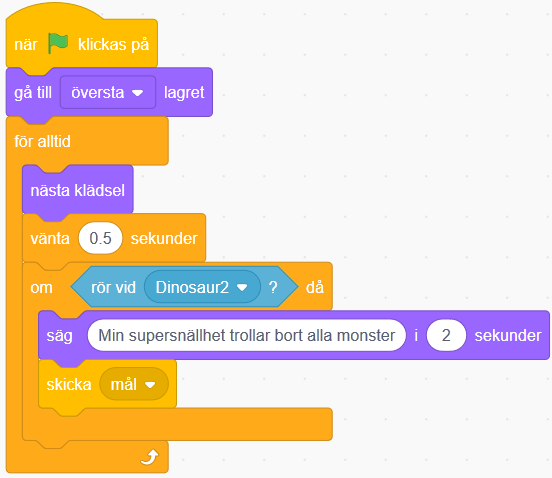 när klickas på
gå till översta lagret
för alltid
nästa klädsel
vänta 0.5 sekunder
om rör vid Dinosaur2 ? då
säg Min supersnällhet trollar bort alla monster i 2 sekunder
skicka mål